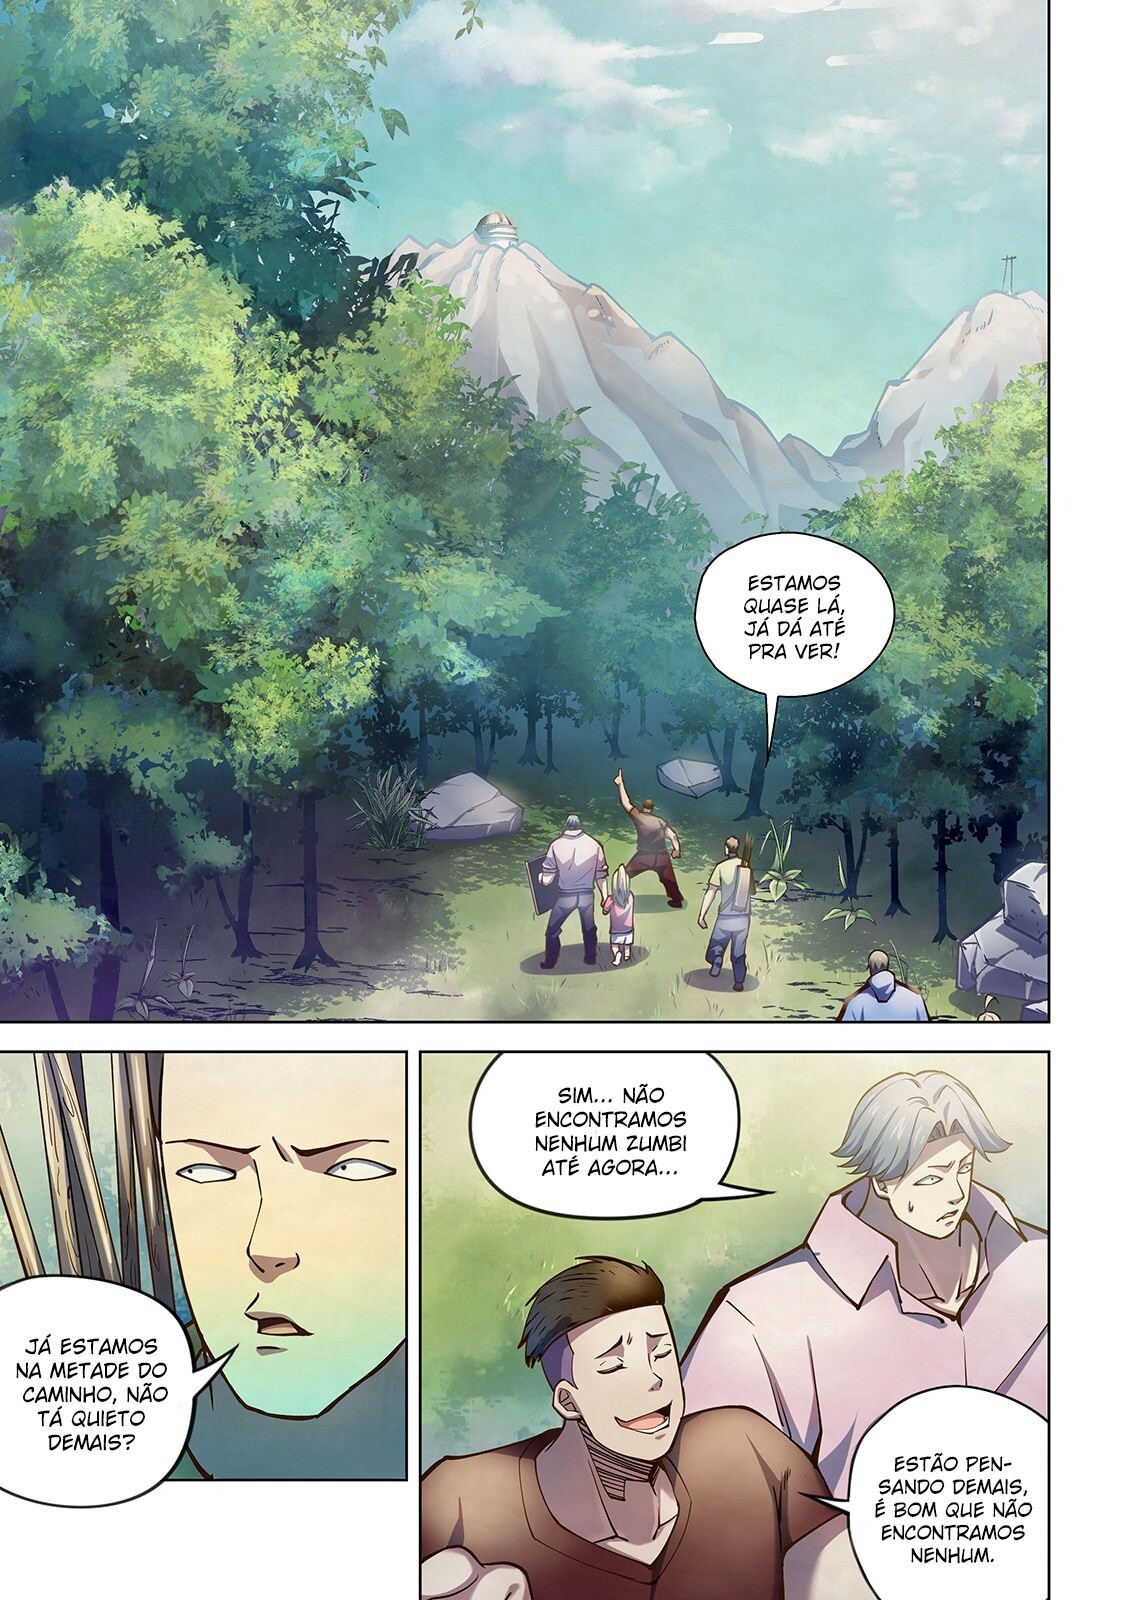 ESTAMOS
QUASE LÁ,
JÁ DÁ ATÉ
PRA VER!
JÁ ESTAMOS
NA METADE DO
CAMINHO, NÃO
TÁ QUIETO
DEMAIS?
SIM... NÃO
ENCONTRAMOS
NENHUM ZUMBI
ATÉ AGORA...
ESTÃO PEN-
SANDO DEMAIS,
É BOM QUE NÃO
ENCONTRAMOS
NENHUM.